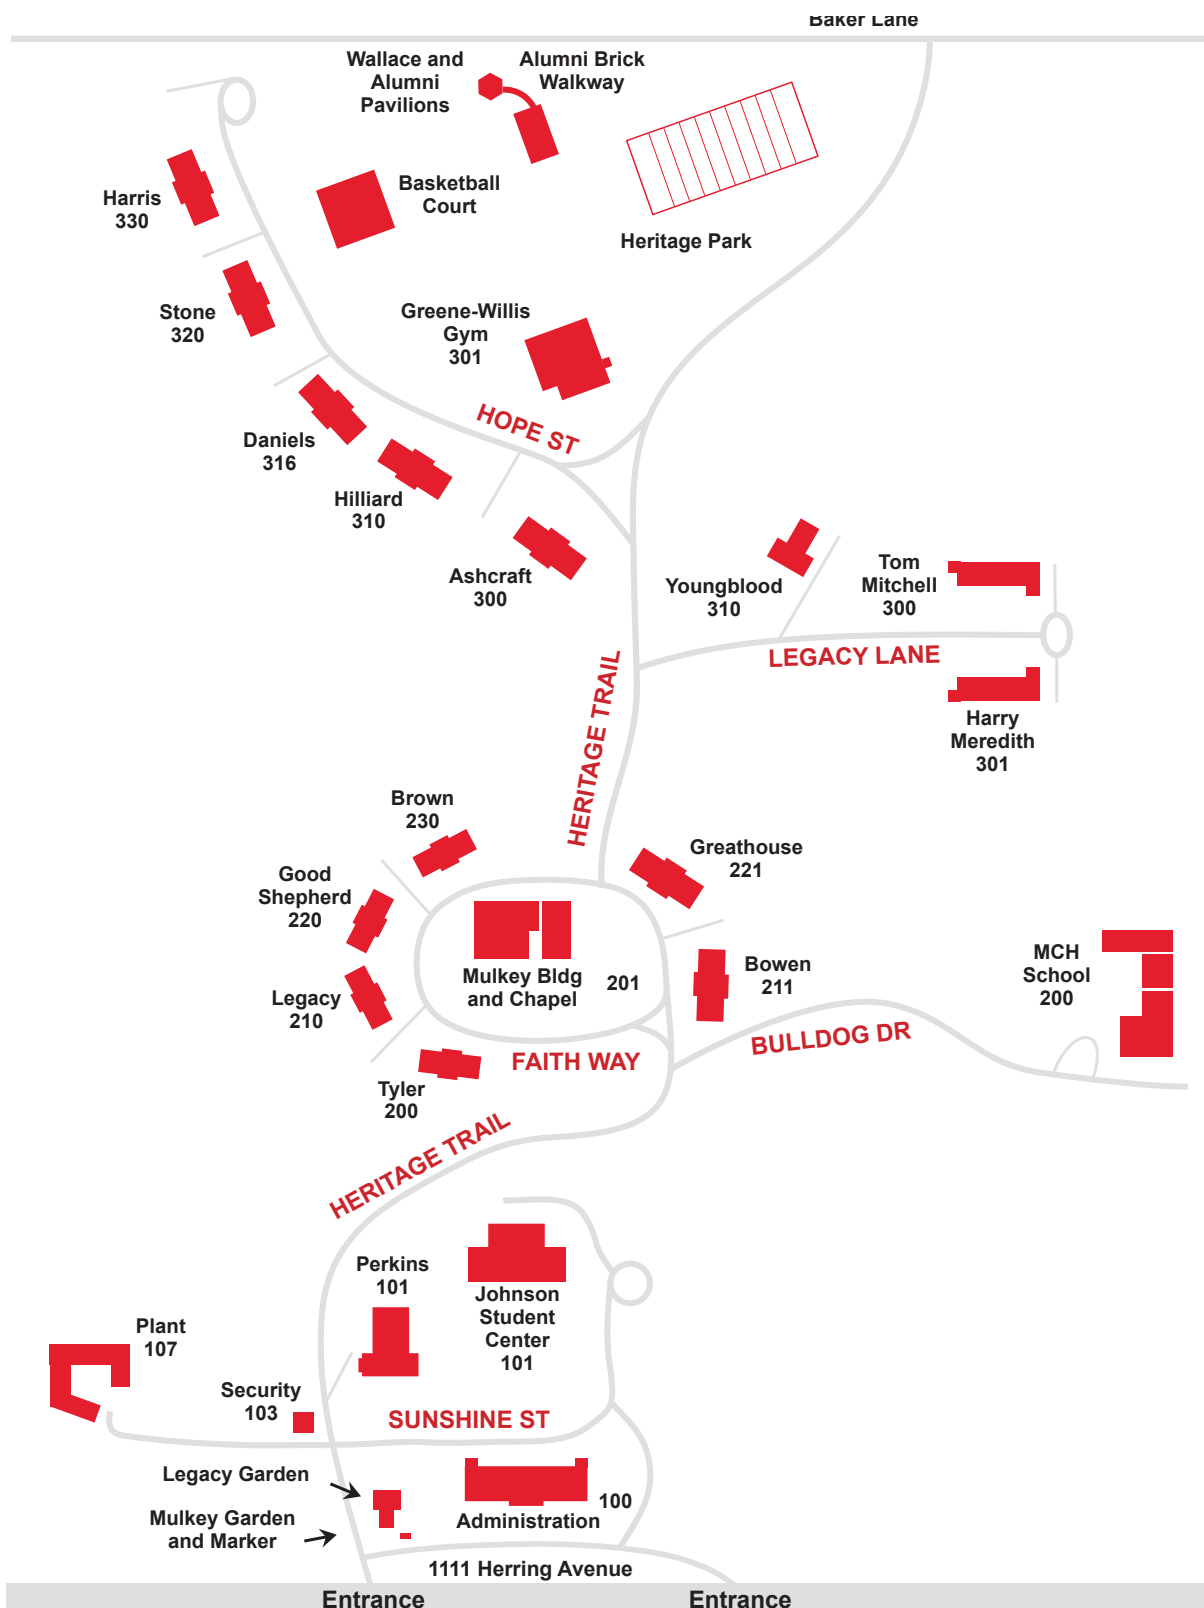 Baker Lane
Wallace and
Alumni
Pavilions
Alumni Brick
Walkway
Harris
330
Basketball
Court
Heritage Park
Stone
320
Greene-Willis
Gym
301
HOPE ST
Daniels
316
Hilliard
310
Ashcraft
300
Youngblood
310
Tom
Mitchell
300
LEGACY LANE
HERITAGE TRAIL
Harry
Meredith
301
Brown
230
Greathouse
221
Good
Shepherd
220
Mulkey Bldg
and Chapel
201
Bowen
211
MCH
School
200
Legacy
210
BULLDOG DR
FAITH WAY
Tyler
200
HERITAGE TRAIL
Perkins
101
Johnson
Student
Center
101
Plant
107
Security
103
SUNSHINE ST
Legacy Garden
Mulkey Garden
and Marker
100
Administration
1111 Herring Avenue
Entrance
Entrance